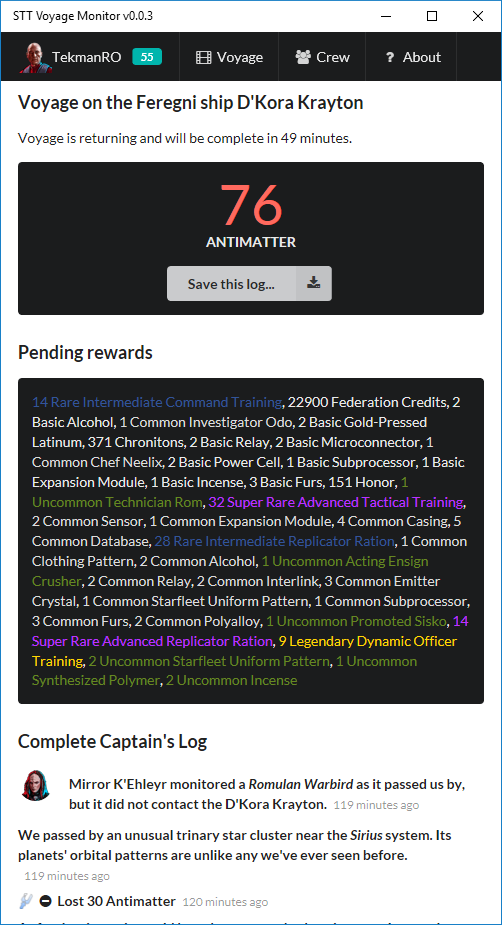 STT Voyage Monitor v0.0.3
TekmanRO 55 Voyage Crew ? About
Voyage on the Feregni ship D'Kora Krayton
Voyage is returning and will be complete in 49 minutes.
76
ANTIMATTER
Save this log...
Pending rewards
14 Rare Intermediate Command Training, 22900 Federation Credits, 2
Basic Alcohol, 1 Common Investigator Odo, 2 Basic Gold-Pressed
Latinum, 371 Chronitons, 2 Basic Relay, 2 Basic Microconnector, 1
Common Chef Neelix, 2 Basic Power Cell, 1 Basic Subprocessor, 1 Basic
Expansion Module, 1 Basic Incense, 3 Basic Furs, 151 Honor, 1
Uncommon Technician Rom, 32 Super Rare Advanced Tactical Training,
2 Common Sensor, 1 Common Expansion Module, 4 Common Casing, 5
Common Database, 28 Rare Intermediate Replicator Ration, 1 Common
Clothing Pattern, 2 Common Alcohol, 1 Uncommon Acting Ensign
Crusher, 2 Common Relay, 2 Common Interlink, 3 Common Emitter
Crystal, 1 Common Starfleet Uniform Pattern, 1 Common Subprocessor,
3 Common Furs, 2 Common Polyalloy, 1 Uncommon Promoted Sisko, 14
Super Rare Advanced Replicator Ration, 9 Legendary Dynamic Officer
Training, 2 Uncommon Starfleet Uniform Pattern, 1 Uncommon
Synthesized Polymer, 2 Uncommon Incense
Complete Captain's Log
Mirror K'Ehleyr monitored a Romulan Warbird as it passed us by,
but it did not contact the D'Kora Krayton. 119 minutes ago
We passed by an unusual trinary star cluster near the Sirius system. Its
planets' orbital patterns are unlike any we've ever seen before.
119 minutes ago
Lost 30 Antimatter 120 minutes ago